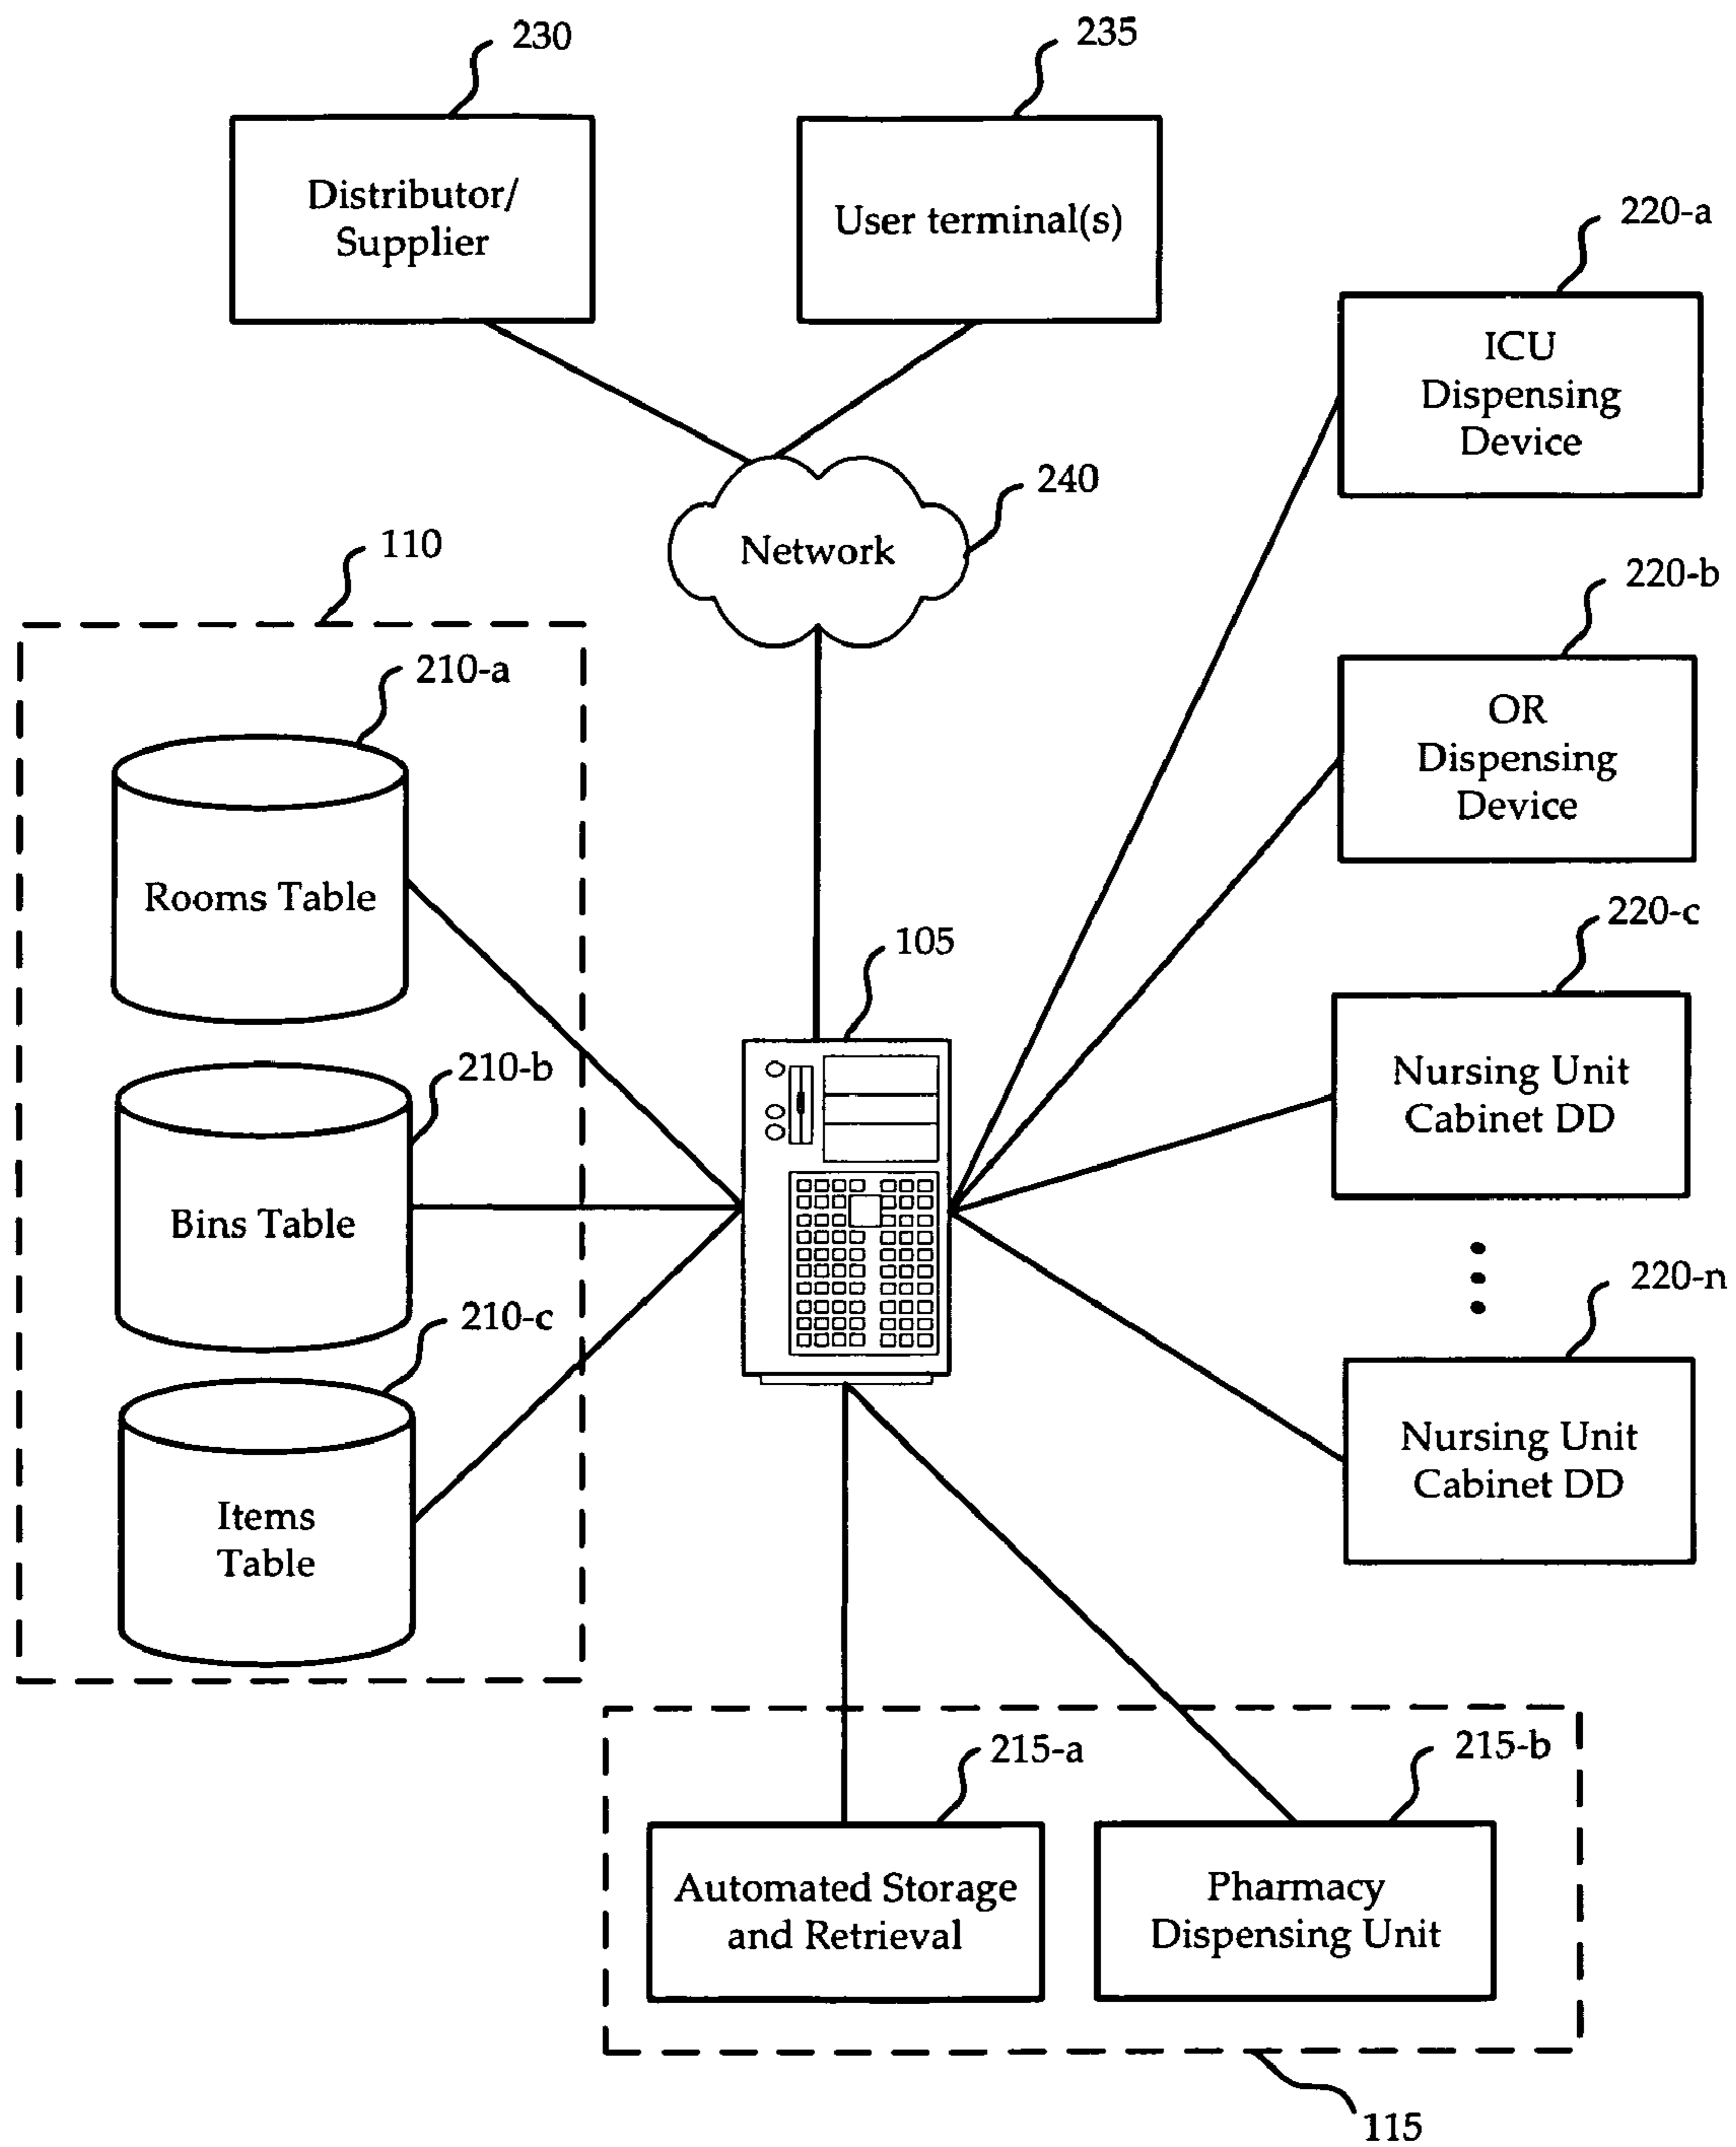 230
235
Distributor/
Supplier
User terminal(s)
220-a
ICU
Dispensing
Device
240
Network
110
220-b
210-a
OR
Dispensing
Device
Rooms Table
220-c
105
210-b
Nursing Unit
Cabinet DD
Bins Table
220-n
210-c
Nursing Unit
Cabinet DD
Items
Table
215-a
215-b
Automated Storage
and Retrieval
Pharmacy
Dispensing Unit
115